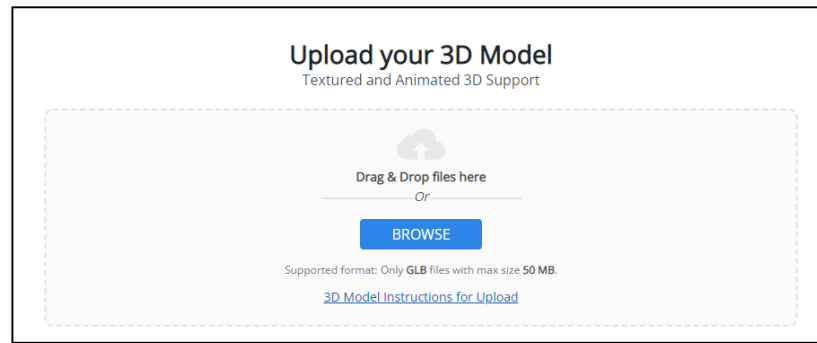 Upload your 3D Model
Textured and Animated 3D Support
Drag & Drop files here
Or
BROWSE
Supported format: Only GLB files with max size 50 MB.
3D Model Instructions for Upload